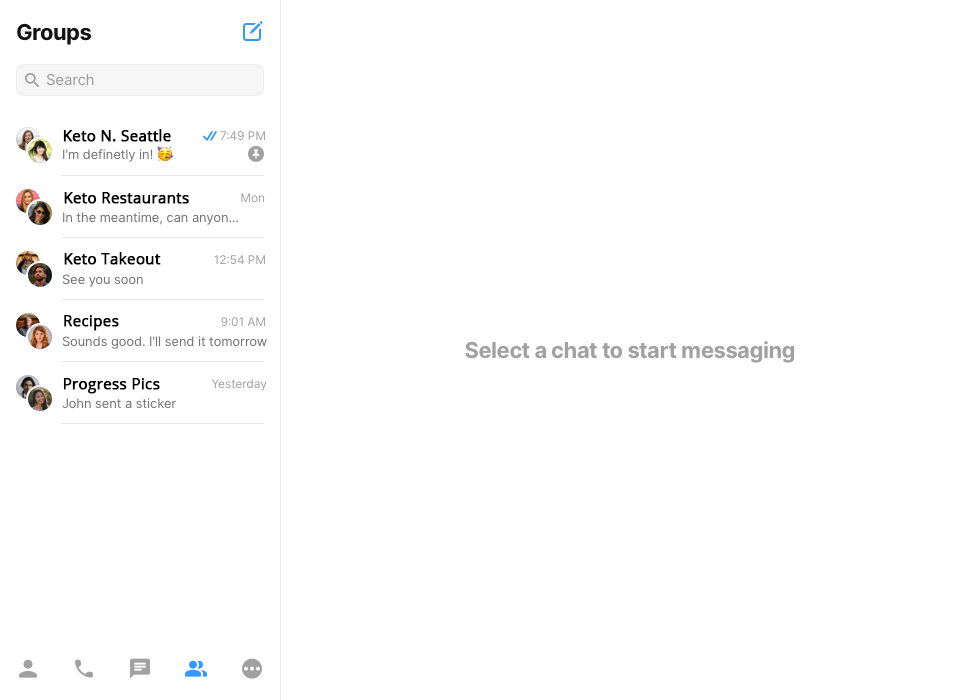 Groups
Search
Keto N. Seattle 7:49 PM
I'm definetly in! 🥳
Keto Restaurants Mon
In the meantime, can anyon...
Keto Takeout 12:54 PM
See you soon
Recipes 9:01 AM
Sounds good. I'll send it tomorrow
Progress Pics Yesterday
John sent a sticker
Select a chat to start messaging